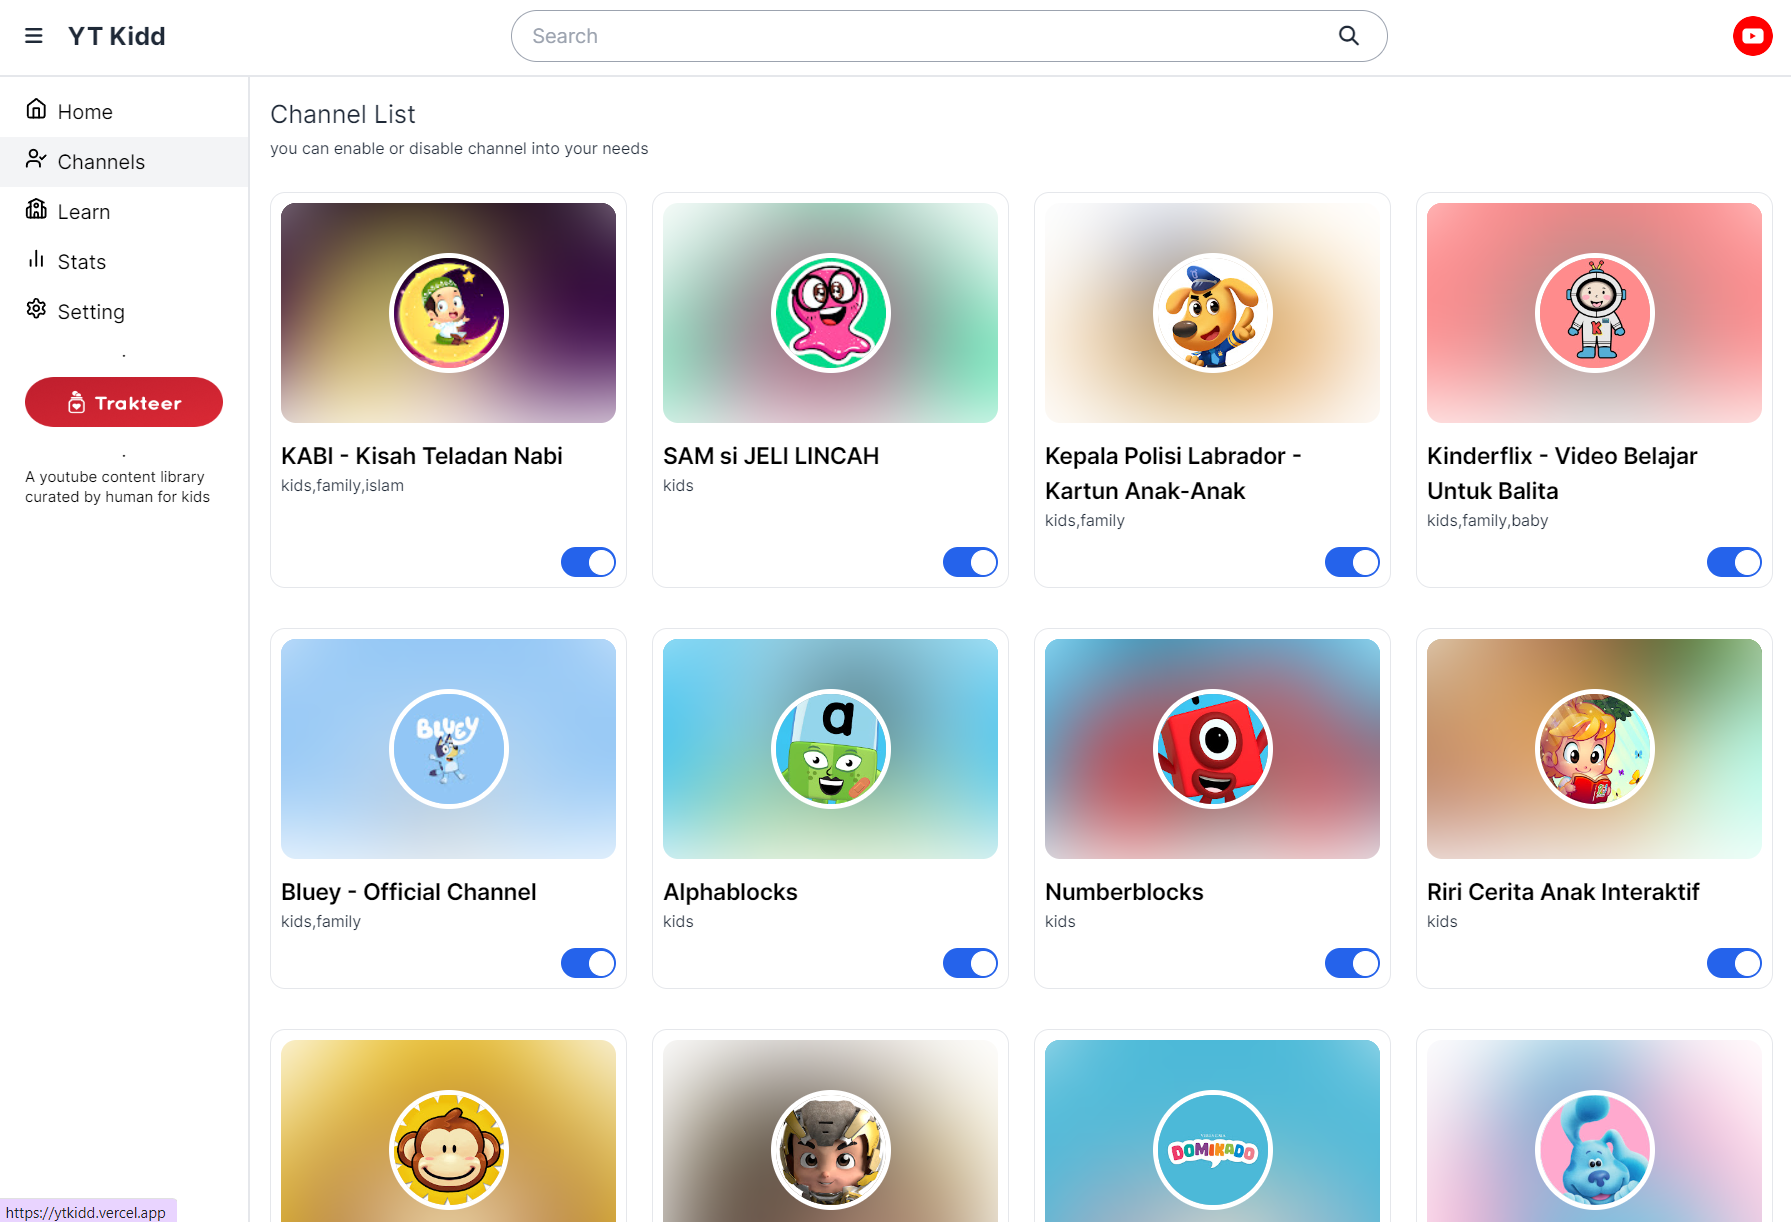 YT Kidd
Search
Home
Channels
Learn
Stats
Setting
.
Trakteer
.
A youtube content library
curated by human for kids
Channel List
you can enable or disable channel into your needs
KABI - Kisah Teladan Nabi
kids,family,islam
SAM si JELI LINCAH
kids
Kepala Polisi Labrador -
Kartun Anak-Anak
kids,family
K
Kinderflix - Video Belajar
Untuk Balita
kids,family,baby
BLUEY
Bluey - Official Channel
kids,family
a
Alphablocks
kids
Numberblocks
kids
Riri Cerita Anak Interaktif
kids
DOMIKADO
https://ytkidd.vercel.app